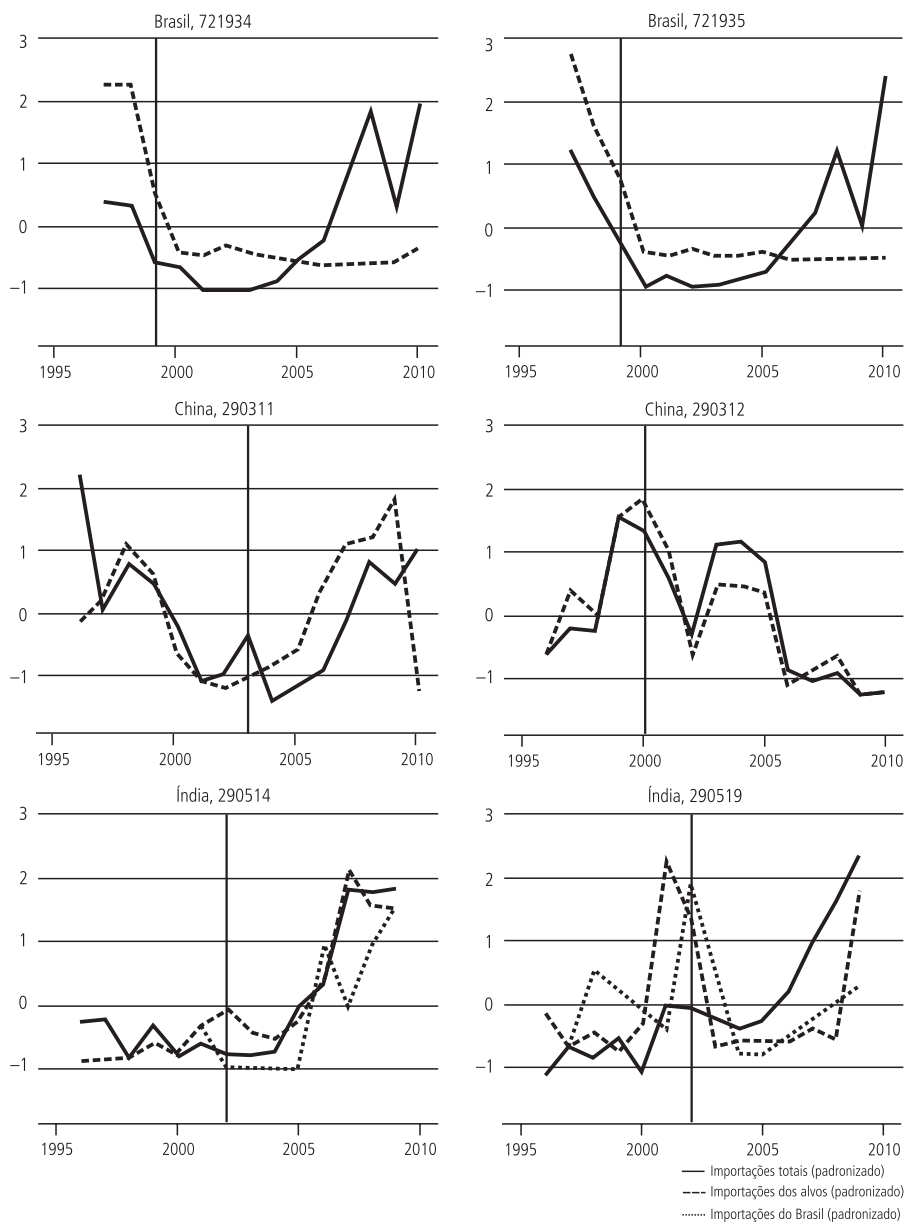 Brasil, 721934
3
2
1
0
–1
1995 2000 2005 2010
Brasil, 721935
3
2
1
0
–1
1995 2000 2005 2010
China, 290311
3
2
1
0
–1
1995 2000 2005 2010
China, 290312
3
2
1
0
–1
1995 2000 2005 2010
Índia, 290514
3
2
1
0
–1
1995 2000 2005 2010
Índia, 290519
3
2
1
0
–1
1995 2000 2005 2010
Importações totais (padronizado)
Importações dos alvos (padronizado)
Importações do Brasil (padronizado)